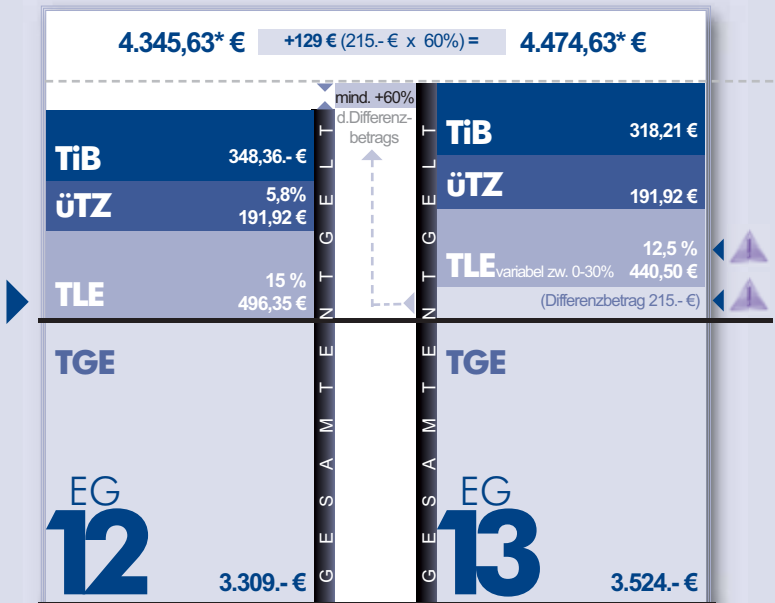 4.345,63* € +129 € (215.- € x 60%) = 4.474,63* €
mind. +60%
d.Differenz-
betrags
TiB 348,36.- €
üTZ 5,8%
191,92 €
TLE 15 %
496,35 €
TGE
EG
12
3.309.- €
GESAMTENTGELT
TiB 318,21 €
üTZ 191,92 €
12,5 %
TLE variabel zw. 0-30% 440,50 €
(Differenzbetrag 215.- €)
TGE
EG
13
3.524.- €
GESAMTENTGELT
!
!